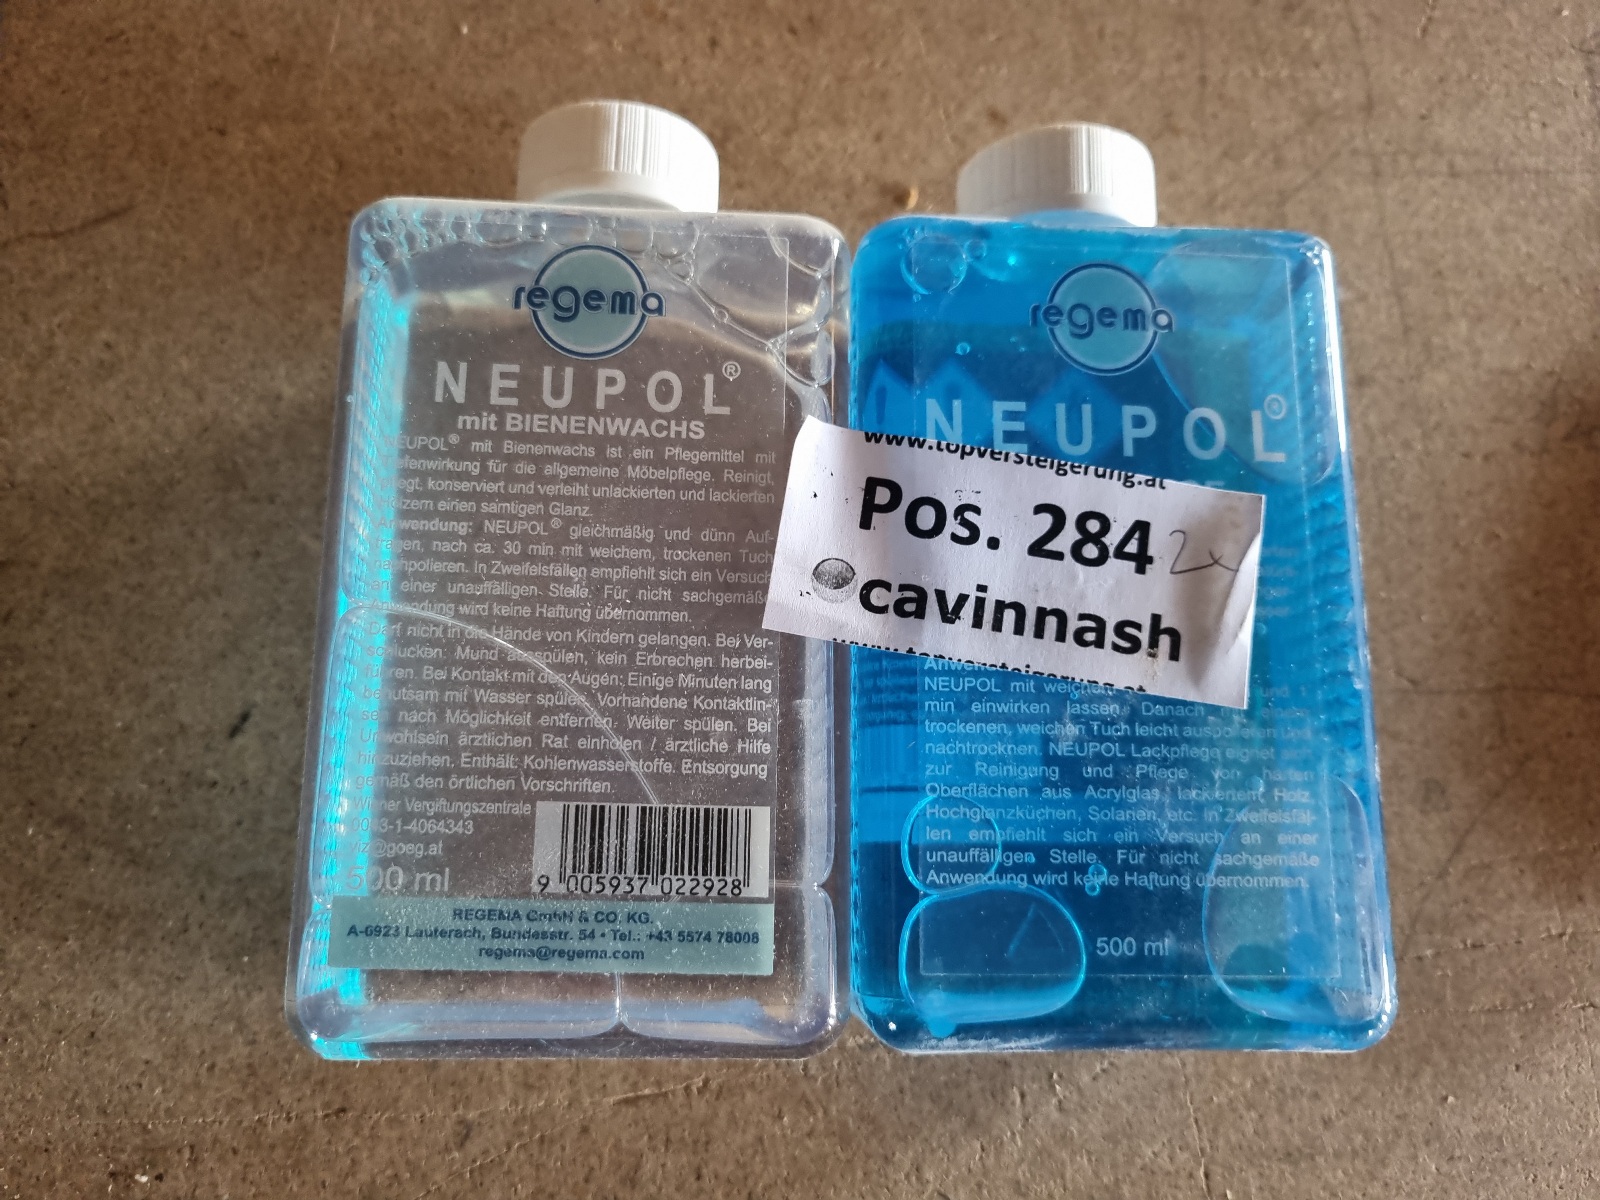 regema
NEUPOL®
mit BIENENWACHS
NEUPOL® mit Bienenwachs ist ein Pflegemittel mit
Tiefenwirkung für die allgemeine Möbelpflege. Reinigt,
pflegt, konserviert und verleiht unlackierten und lackierten
Hölzern einen samtigen Glanz.
Anwendung: NEUPOL® gleichmäßig und dünn Auf-
tragen, nach ca. 30 min mit weichem, trockenen Tuch
nachpolieren. In Zweifelsfällen empfiehlt sich ein Versuch
an einer unauffälligen Stelle. Für nicht sachgemäße
Anwendung wird keine Haftung übernommen.
Darf nicht in die Hände von Kindern gelangen. Bei Ver-
schlucken: Mund ausspülen, kein Erbrechen herbei-
führen. Bei Kontakt mit den Augen: Einige Minuten lang
behutsam mit Wasser spülen. Vorhandene Kontaktlin-
sen nach Möglichkeit entfernen. Weiter spülen. Bei
Unwohlsein ärztlichen Rat einholen / ärztliche Hilfe
hinzuziehen. Enthält: Kohlenwasserstoffe. Entsorgung
gemäß den örtlichen Vorschriften.
Wiener Vergiftungszentrale
0043-1-4064343
viz@goeg.at
500 ml
9 005937 022928
REGEMA GmbH & CO. KG.
A-6923 Lauterach, Bundesstr. 54 • Tel.: +43 5574 78008
regema@regema.com
regema
NEUPOL®
www.topversteigerung.at
Pos. 284 2x
cavinnash
www.topversteigerung.at
NEUPOL mit weichem und 1
min einwirken lassen. Danach mit einem
trockenen, weichen Tuch leicht auspolieren und
nachtrocknen. NEUPOL Lackpflege eignet sich
zur Reinigung und Pflege von harten
Oberflächen aus Acrylglas, lackiertem Holz,
Hochglanzküchen, Solarien, etc. In Zweifelsfäl-
len empfiehlt sich ein Versuch an einer
unauffälligen Stelle. Für nicht sachgemäße
Anwendung wird keine Haftung übernommen.
500 ml